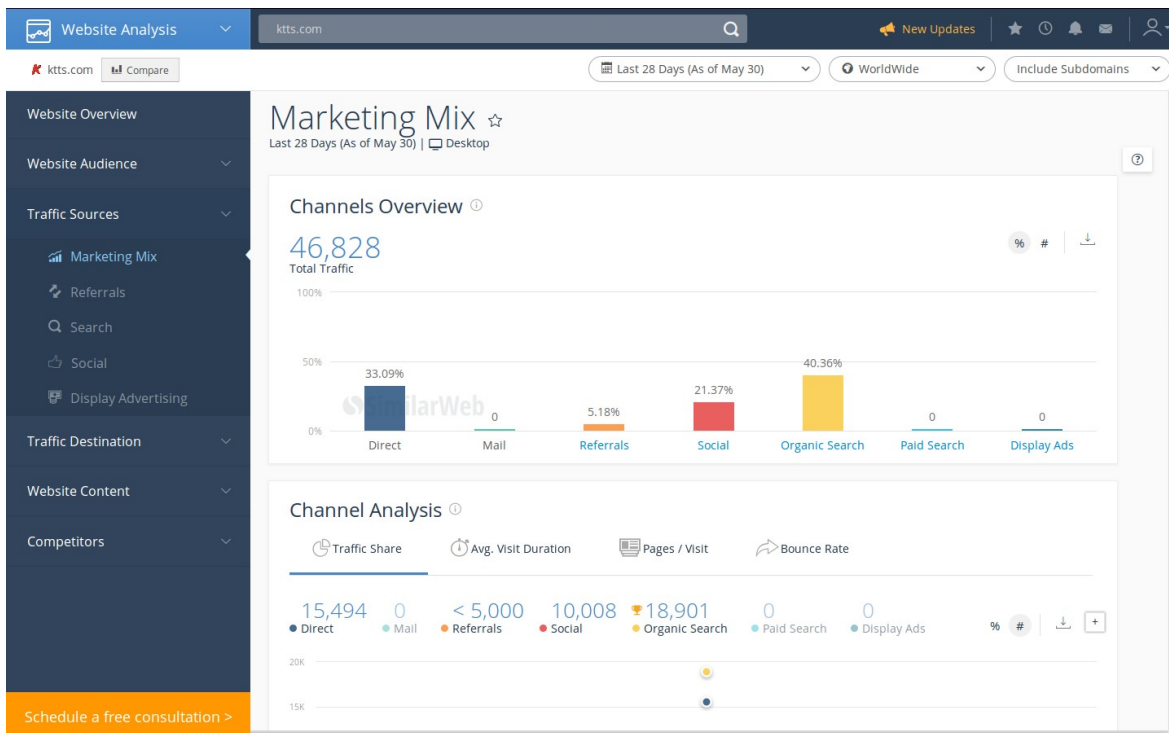 Website Analysis
ktts.com
New Updates
ktts.com
Compare
Last 28 Days (As of May 30)
WorldWide
Include Subdomains
Website Overview
Website Audience
Traffic Sources
Marketing Mix
Referrals
Search
Social
Display Advertising
Traffic Destination
Website Content
Competitors
Schedule a free consultation >
Marketing Mix
Last 28 Days (As of May 30) | Desktop
Channels Overview
46,828
Total Traffic
% #
100%
50%
0%
SimilarWeb
33.09%
0
5.18%
21.37%
40.36%
0
0
Direct Mail Referrals Social Organic Search Paid Search Display Ads
Channel Analysis
Traffic Share Avg. Visit Duration Pages / Visit Bounce Rate
15,494 0 < 5,000 10,008 18,901 0 0
Direct Mail Referrals Social Organic Search Paid Search Display Ads
% # +
20K
15K